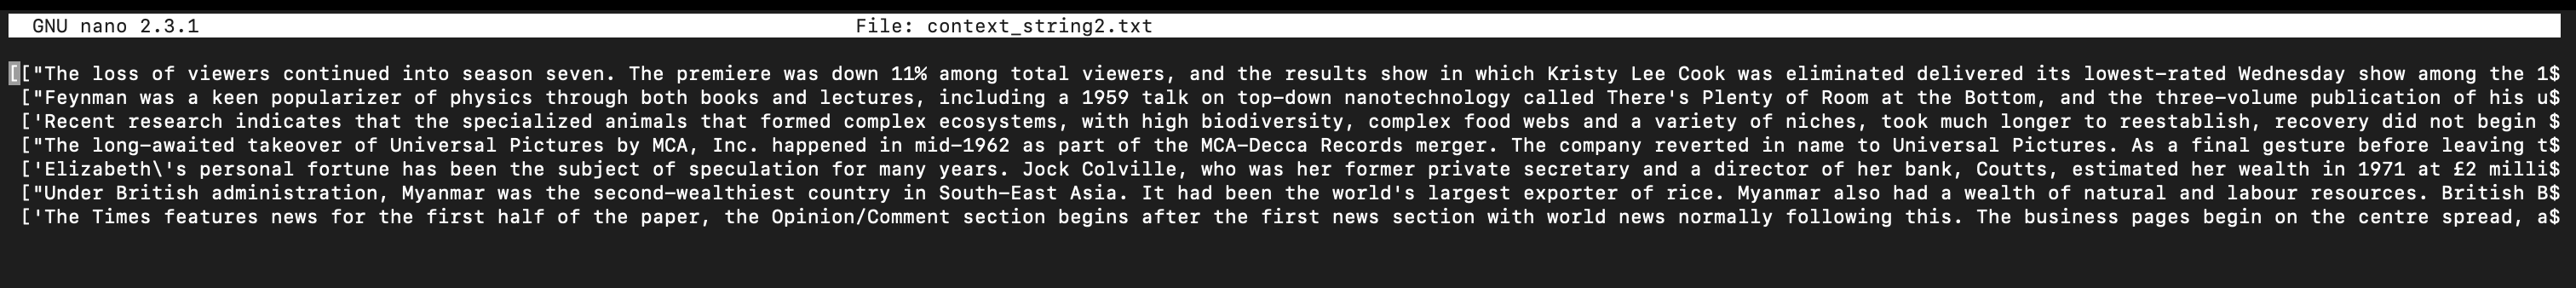 GNU nano 2.3.1 File: context_string2.txt
[["The loss of viewers continued into season seven. The premiere was down 11% among total viewers, and the results show in which Kristy Lee Cook was eliminated delivered its lowest-rated Wednesday show among the 1$
["Feynman was a keen popularizer of physics through both books and lectures, including a 1959 talk on top-down nanotechnology called There's Plenty of Room at the Bottom, and the three-volume publication of his u$
['Recent research indicates that the specialized animals that formed complex ecosystems, with high biodiversity, complex food webs and a variety of niches, took much longer to reestablish, recovery did not begin $
["The long-awaited takeover of Universal Pictures by MCA, Inc. happened in mid-1962 as part of the MCA-Decca Records merger. The company reverted in name to Universal Pictures. As a final gesture before leaving t$
['Elizabeth\'s personal fortune has been the subject of speculation for many years. Jock Colville, who was her former private secretary and a director of her bank, Coutts, estimated her wealth in 1971 at £2 milli$
["Under British administration, Myanmar was the second-wealthiest country in South-East Asia. It had been the world's largest exporter of rice. Myanmar also had a wealth of natural and labour resources. British B$
['The Times features news for the first half of the paper, the Opinion/Comment section begins after the first news section with world news normally following this. The business pages begin on the centre spread, a$